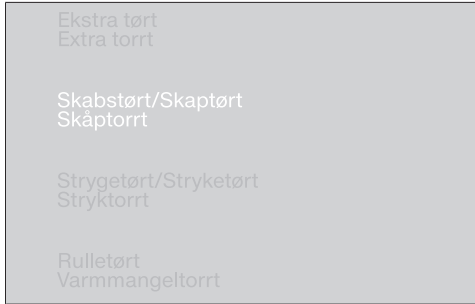 Ekstra tørt
Extra torrt
Skabstørt/Skaptørt
Skåptorrt
Strygetørt/Stryketørt
Stryktorrt
Rulletørt
Varmmangeltorrt